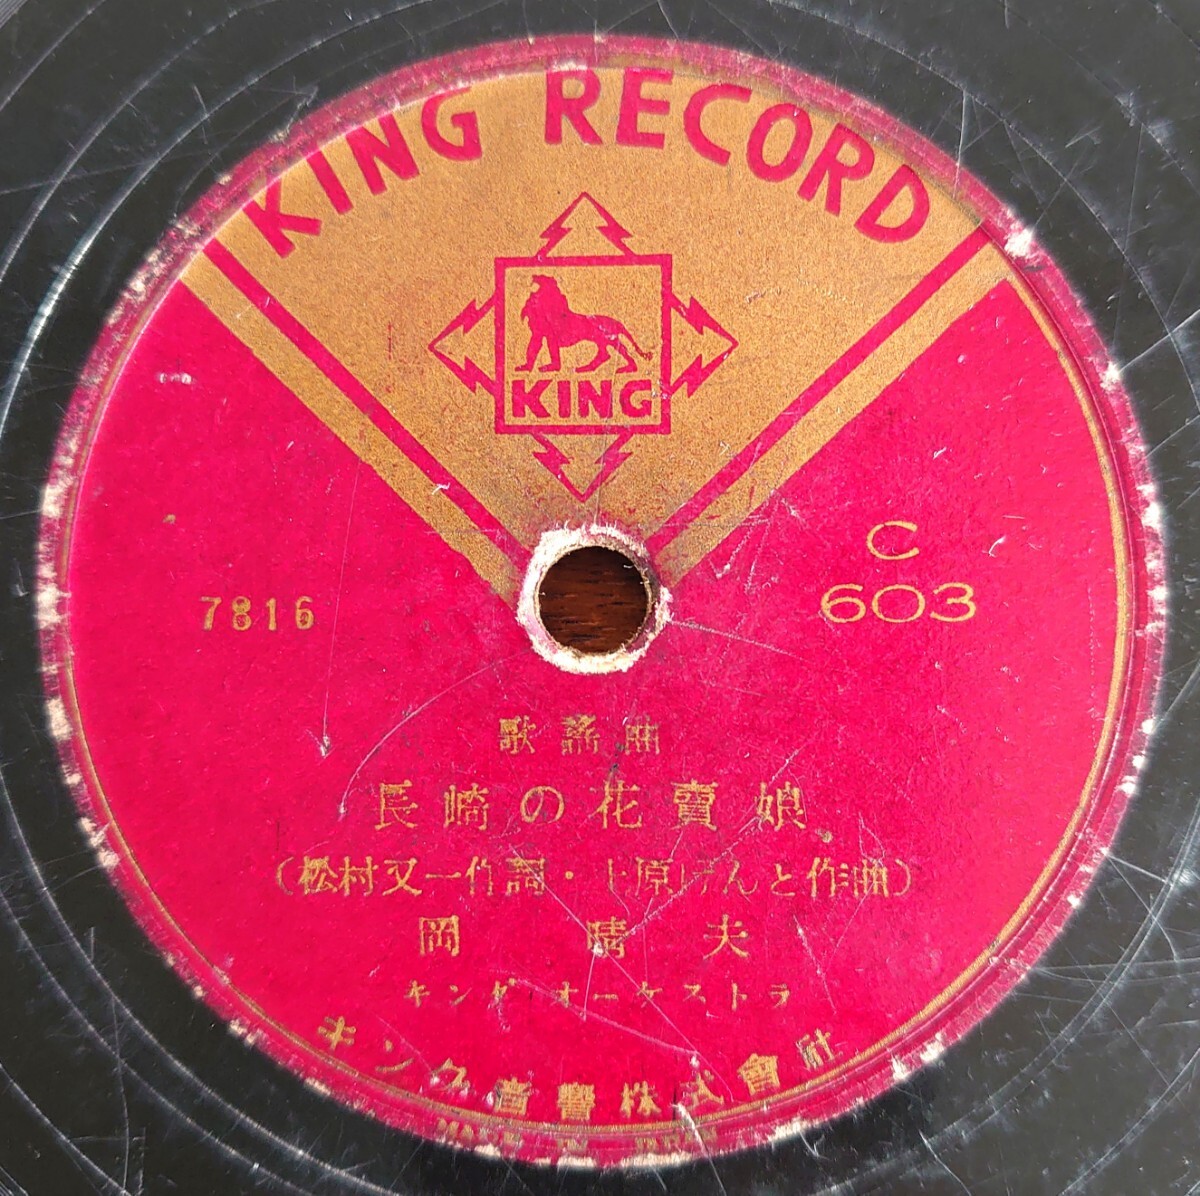 KING RECORD
KING
C
603
7816
歌謡曲
長崎の花賣娘
(松村又一作詞・上原げんと作曲)
岡晴夫
キング オーケストラ
キング音響株式會社